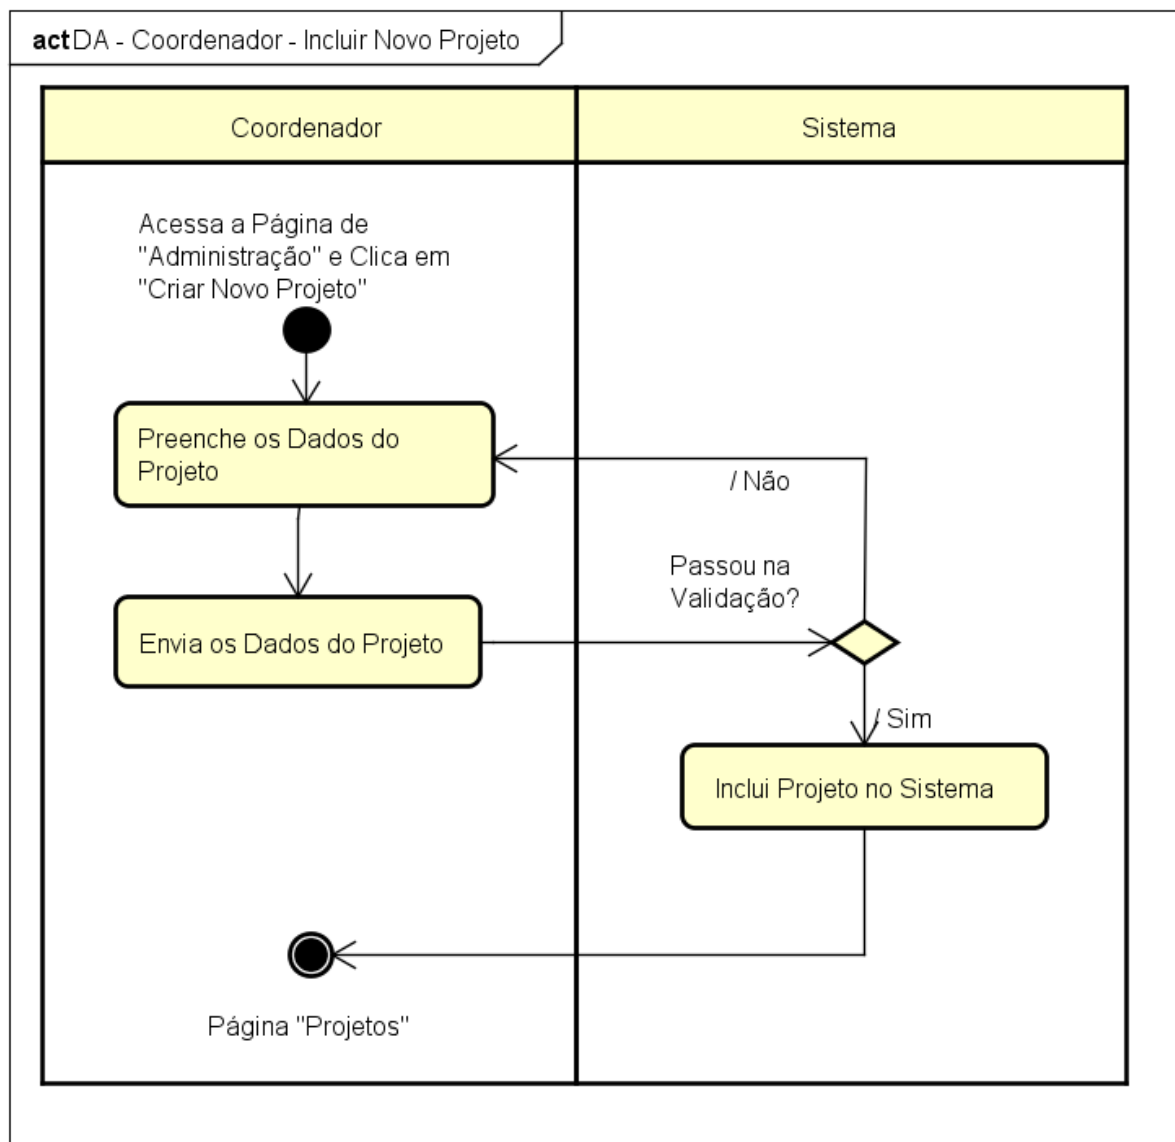 act DA - Coordenador - Incluir Novo Projeto
Coordenador
Sistema
Acessa a Página de
"Administração" e Clica em
"Criar Novo Projeto"
Preenche os Dados do
Projeto
/ Não
Passou na
Validação?
Envia os Dados do Projeto
/ Sim
Inclui Projeto no Sistema
Página "Projetos"